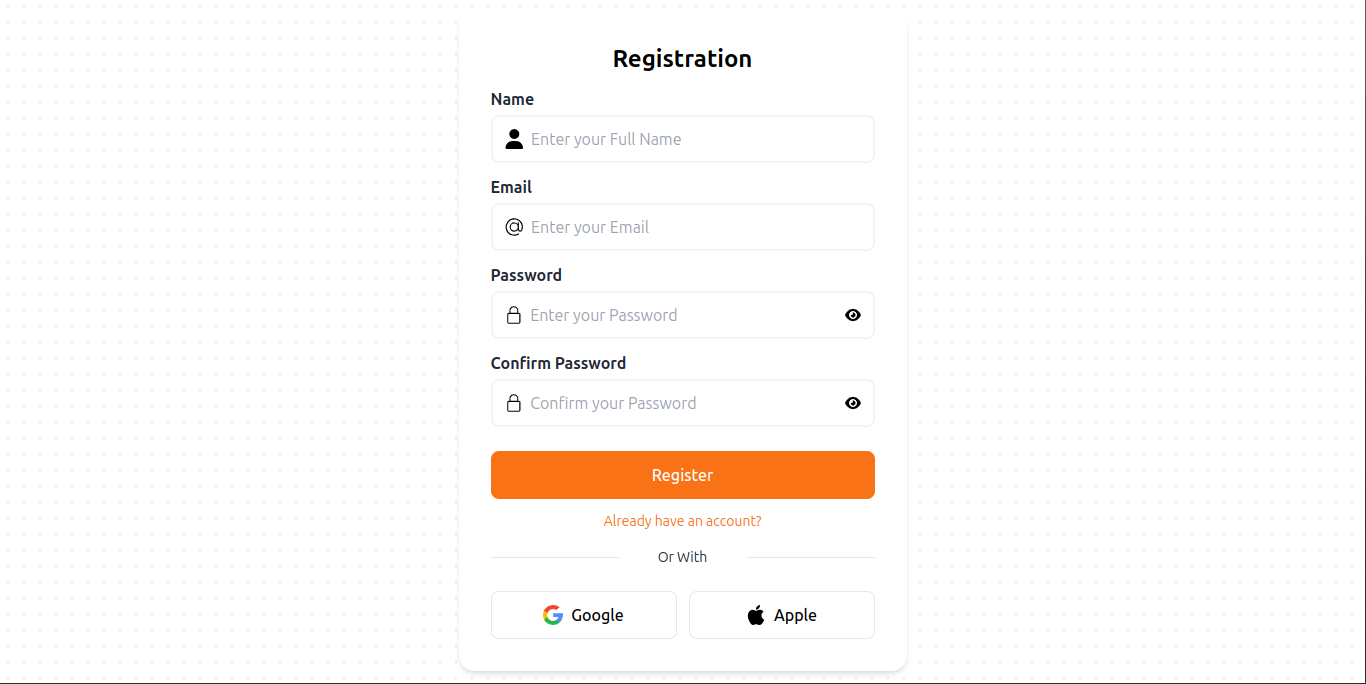 Registration
Name
Enter your Full Name
Email
Enter your Email
Password
Enter your Password
Confirm Password
Confirm your Password
Register
Already have an account?
Or With
Google
Apple